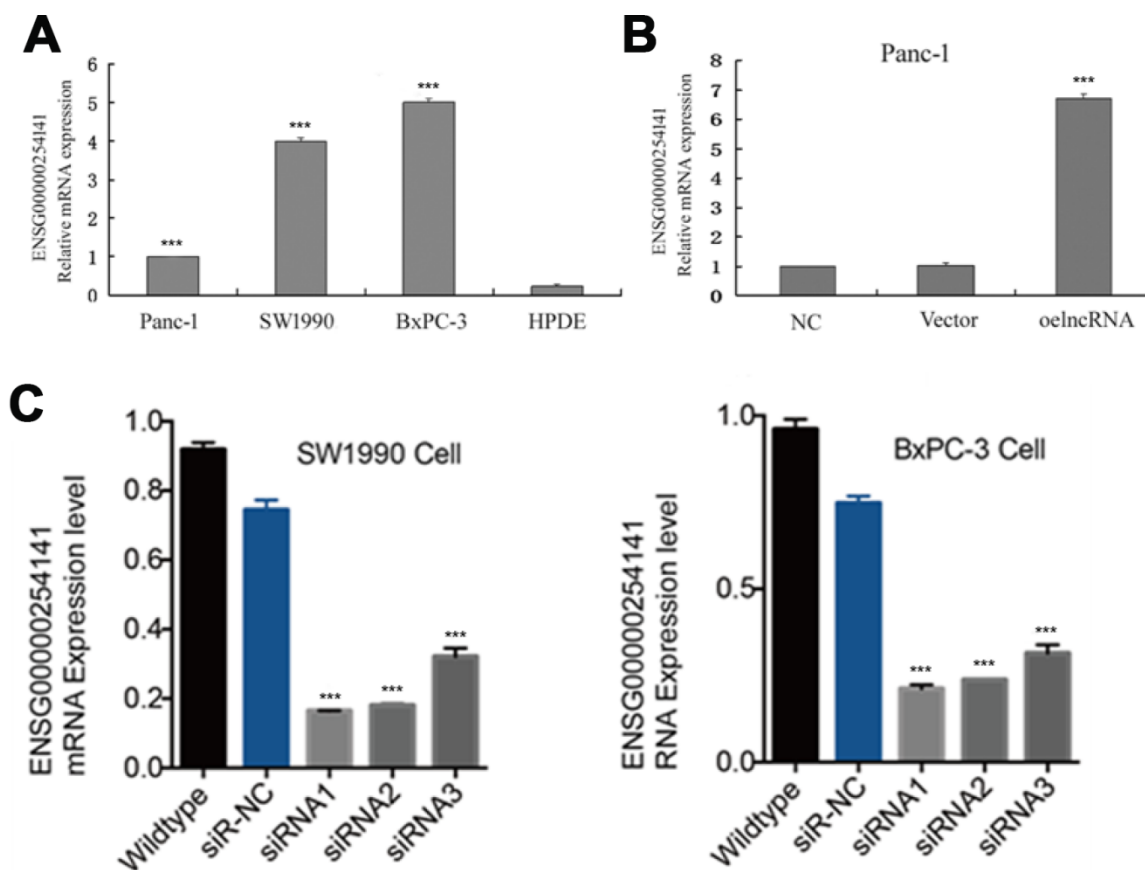 A
ENSG00000254141
Relative mRNA expression
6
5
4
3
2
1
0
***
***
***
Panc-1
SW1990
BxPC-3
HPDE
B
Panc-1
ENSG00000254141
Relative mRNA expression
8
7
6
5
4
3
2
1
0
***
NC
Vector
oelncRNA
C
SW1990 Cell
ENSG00000254141
mRNA Expression level
1.0
0.8
0.6
0.4
0.2
0.0
***
***
***
Wildtype
siR-NC
siRNA1
siRNA2
siRNA3
BxPC-3 Cell
ENSG00000254141
RNA Expression level
1.0
0.5
0.0
***
***
***
Wildtype
siR-NC
siRNA1
siRNA2
siRNA3